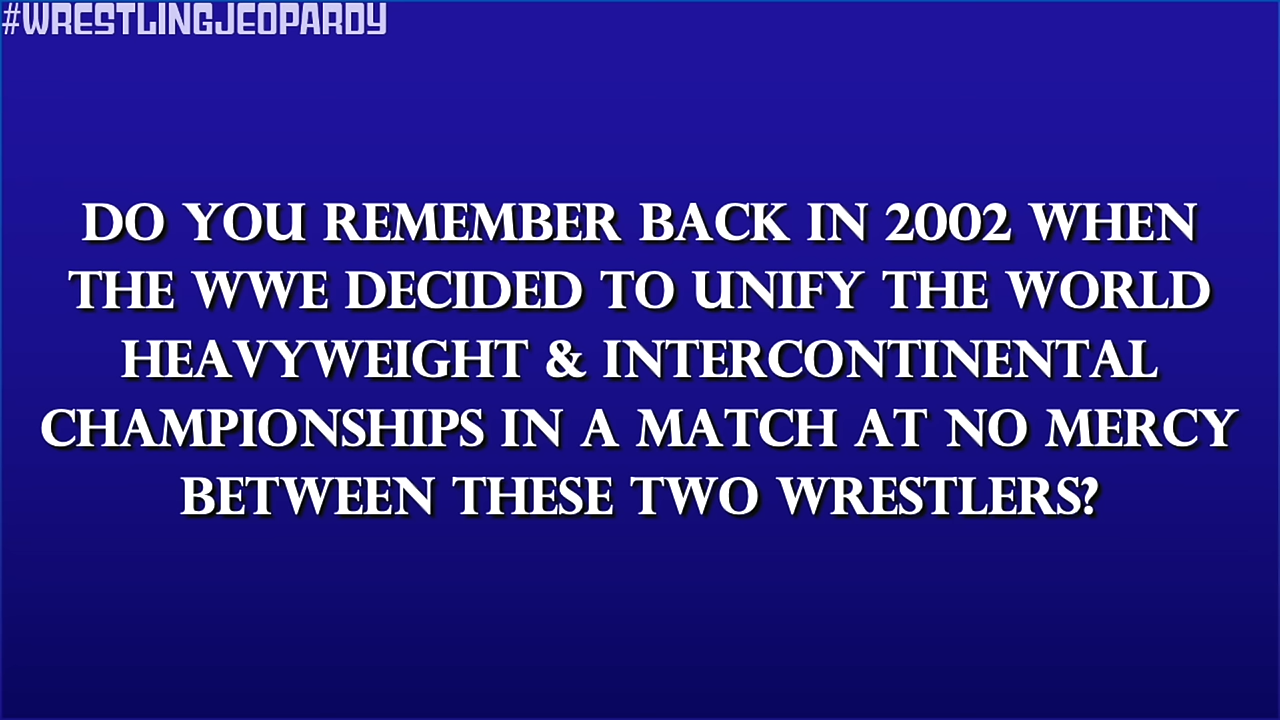 #WRESTLINGJEOPARDY
DO YOU REMEMBER BACK IN 2002 WHEN
THE WWE DECIDED TO UNIFY THE WORLD
HEAVYWEIGHT & INTERCONTINENTAL
CHAMPIONSHIPS IN A MATCH AT NO MERCY
BETWEEN THESE TWO WRESTLERS?